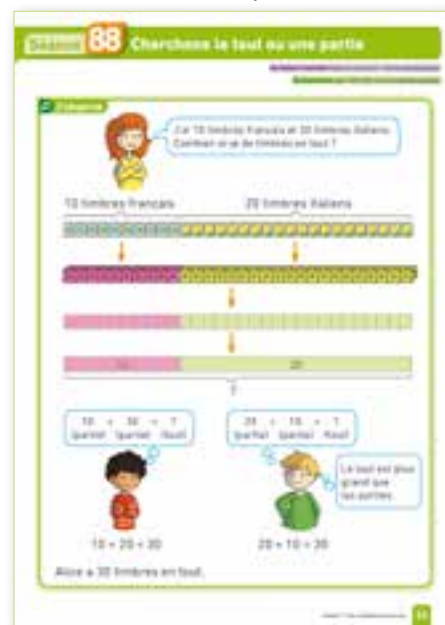 Séance 88 Cherchons le tout ou une partie
J'observe
J'ai 10 timbres français et 20 timbres italiens.
Combien ai-je de timbres en tout ?
10 timbres français 20 timbres italiens
10 20
?
10 + 20 = ? 20 + 10 = ?
(partie) (partie) (tout) (partie) (partie) (tout)
Le tout est plus
grand que
les parties.
10 + 20 = 30 20 + 10 = 30
Alice a 30 timbres en tout.